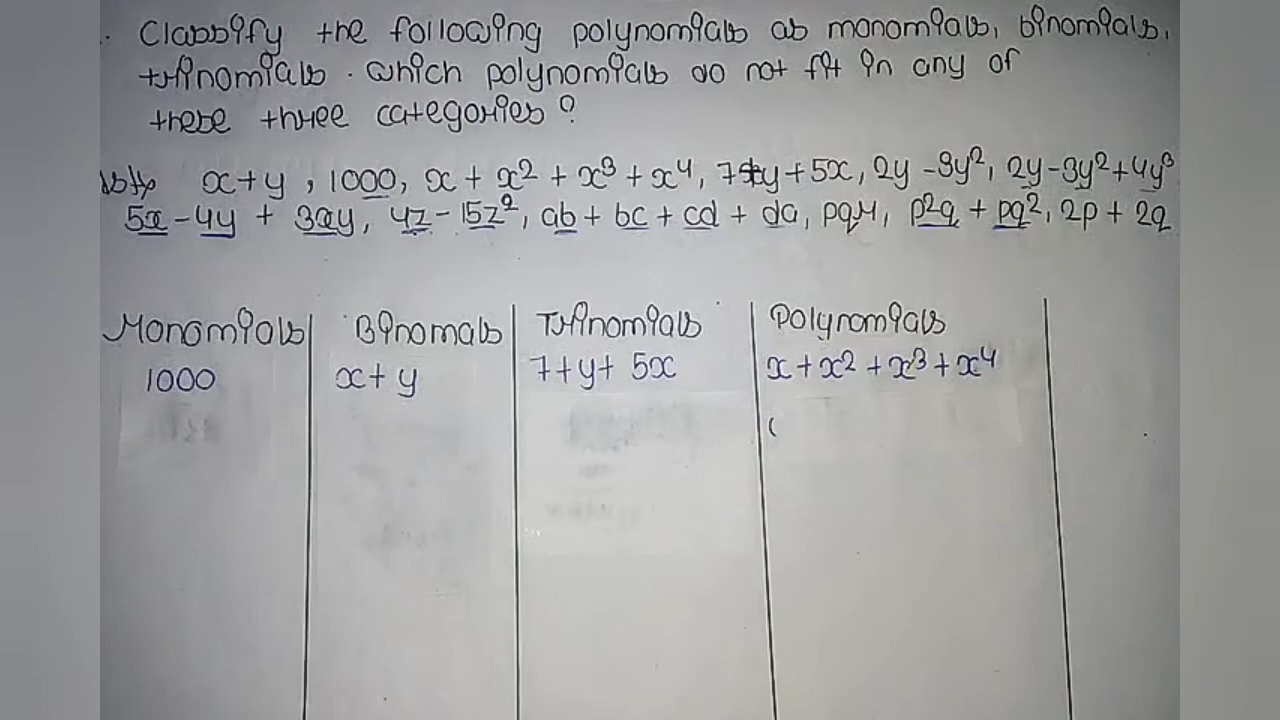 Classify the following polynomials as monomials, binomials,
trinomials. which polynomials do not fit in any of
these three categories?
x+y, 1000, x + x² + x³ + x⁴, 7+y+5x, 2y-3y², 2y-3y²+4y³
5x-4y + 3xy, 4z-15z², ab + bc + cd + da, pqr, p²q + pq², 2p + 2q
Monomials Binomals Trinomials Polynomials
1000 x+y 7+y+ 5x x+x²+x³+x⁴
(